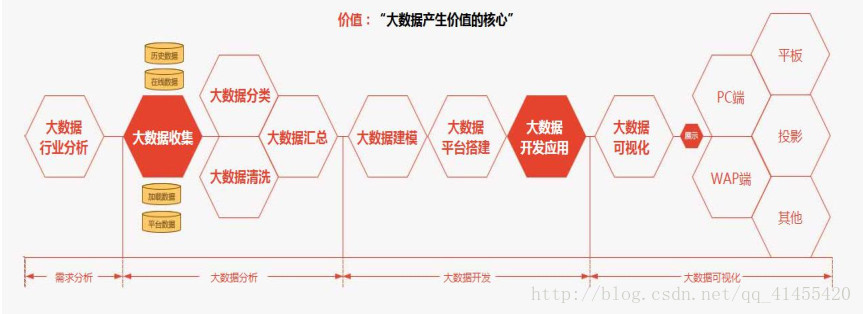 价值：“大数据产生价值的核心”
历史数据
在线数据
大数据
行业分析
大数据收集
加载数据
平台数据
大数据分类
大数据清洗
大数据汇总
大数据建模
大数据
平台搭建
大数据
开发应用
大数据
可视化
展示
PC端
WAP端
平板
投影
其他
需求分析
大数据分析
大数据开发
大数据可视化
http://blog.csdn.net/qq_41455420